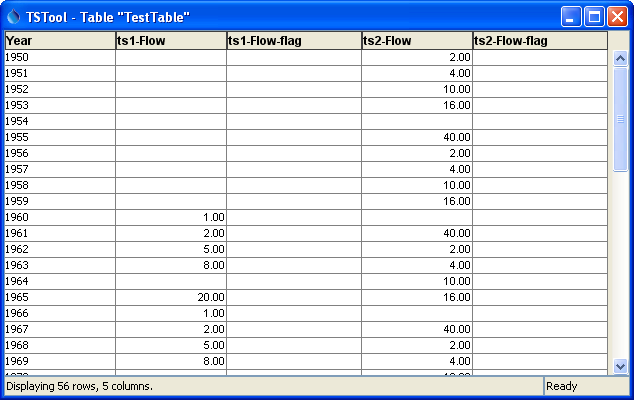 TSTool - Table "TestTable"
Year ts1-Flow ts1-Flow-flag ts2-Flow ts2-Flow-flag
1950 2.00
1951 4.00
1952 10.00
1953 16.00
1954
1955 40.00
1956 2.00
1957 4.00
1958 10.00
1959 16.00
1960 1.00
1961 2.00 40.00
1962 5.00 2.00
1963 8.00 4.00
1964 10.00
1965 20.00 16.00
1966 1.00
1967 2.00 40.00
1968 5.00 2.00
1969 8.00 4.00
Displaying 56 rows, 5 columns. Ready